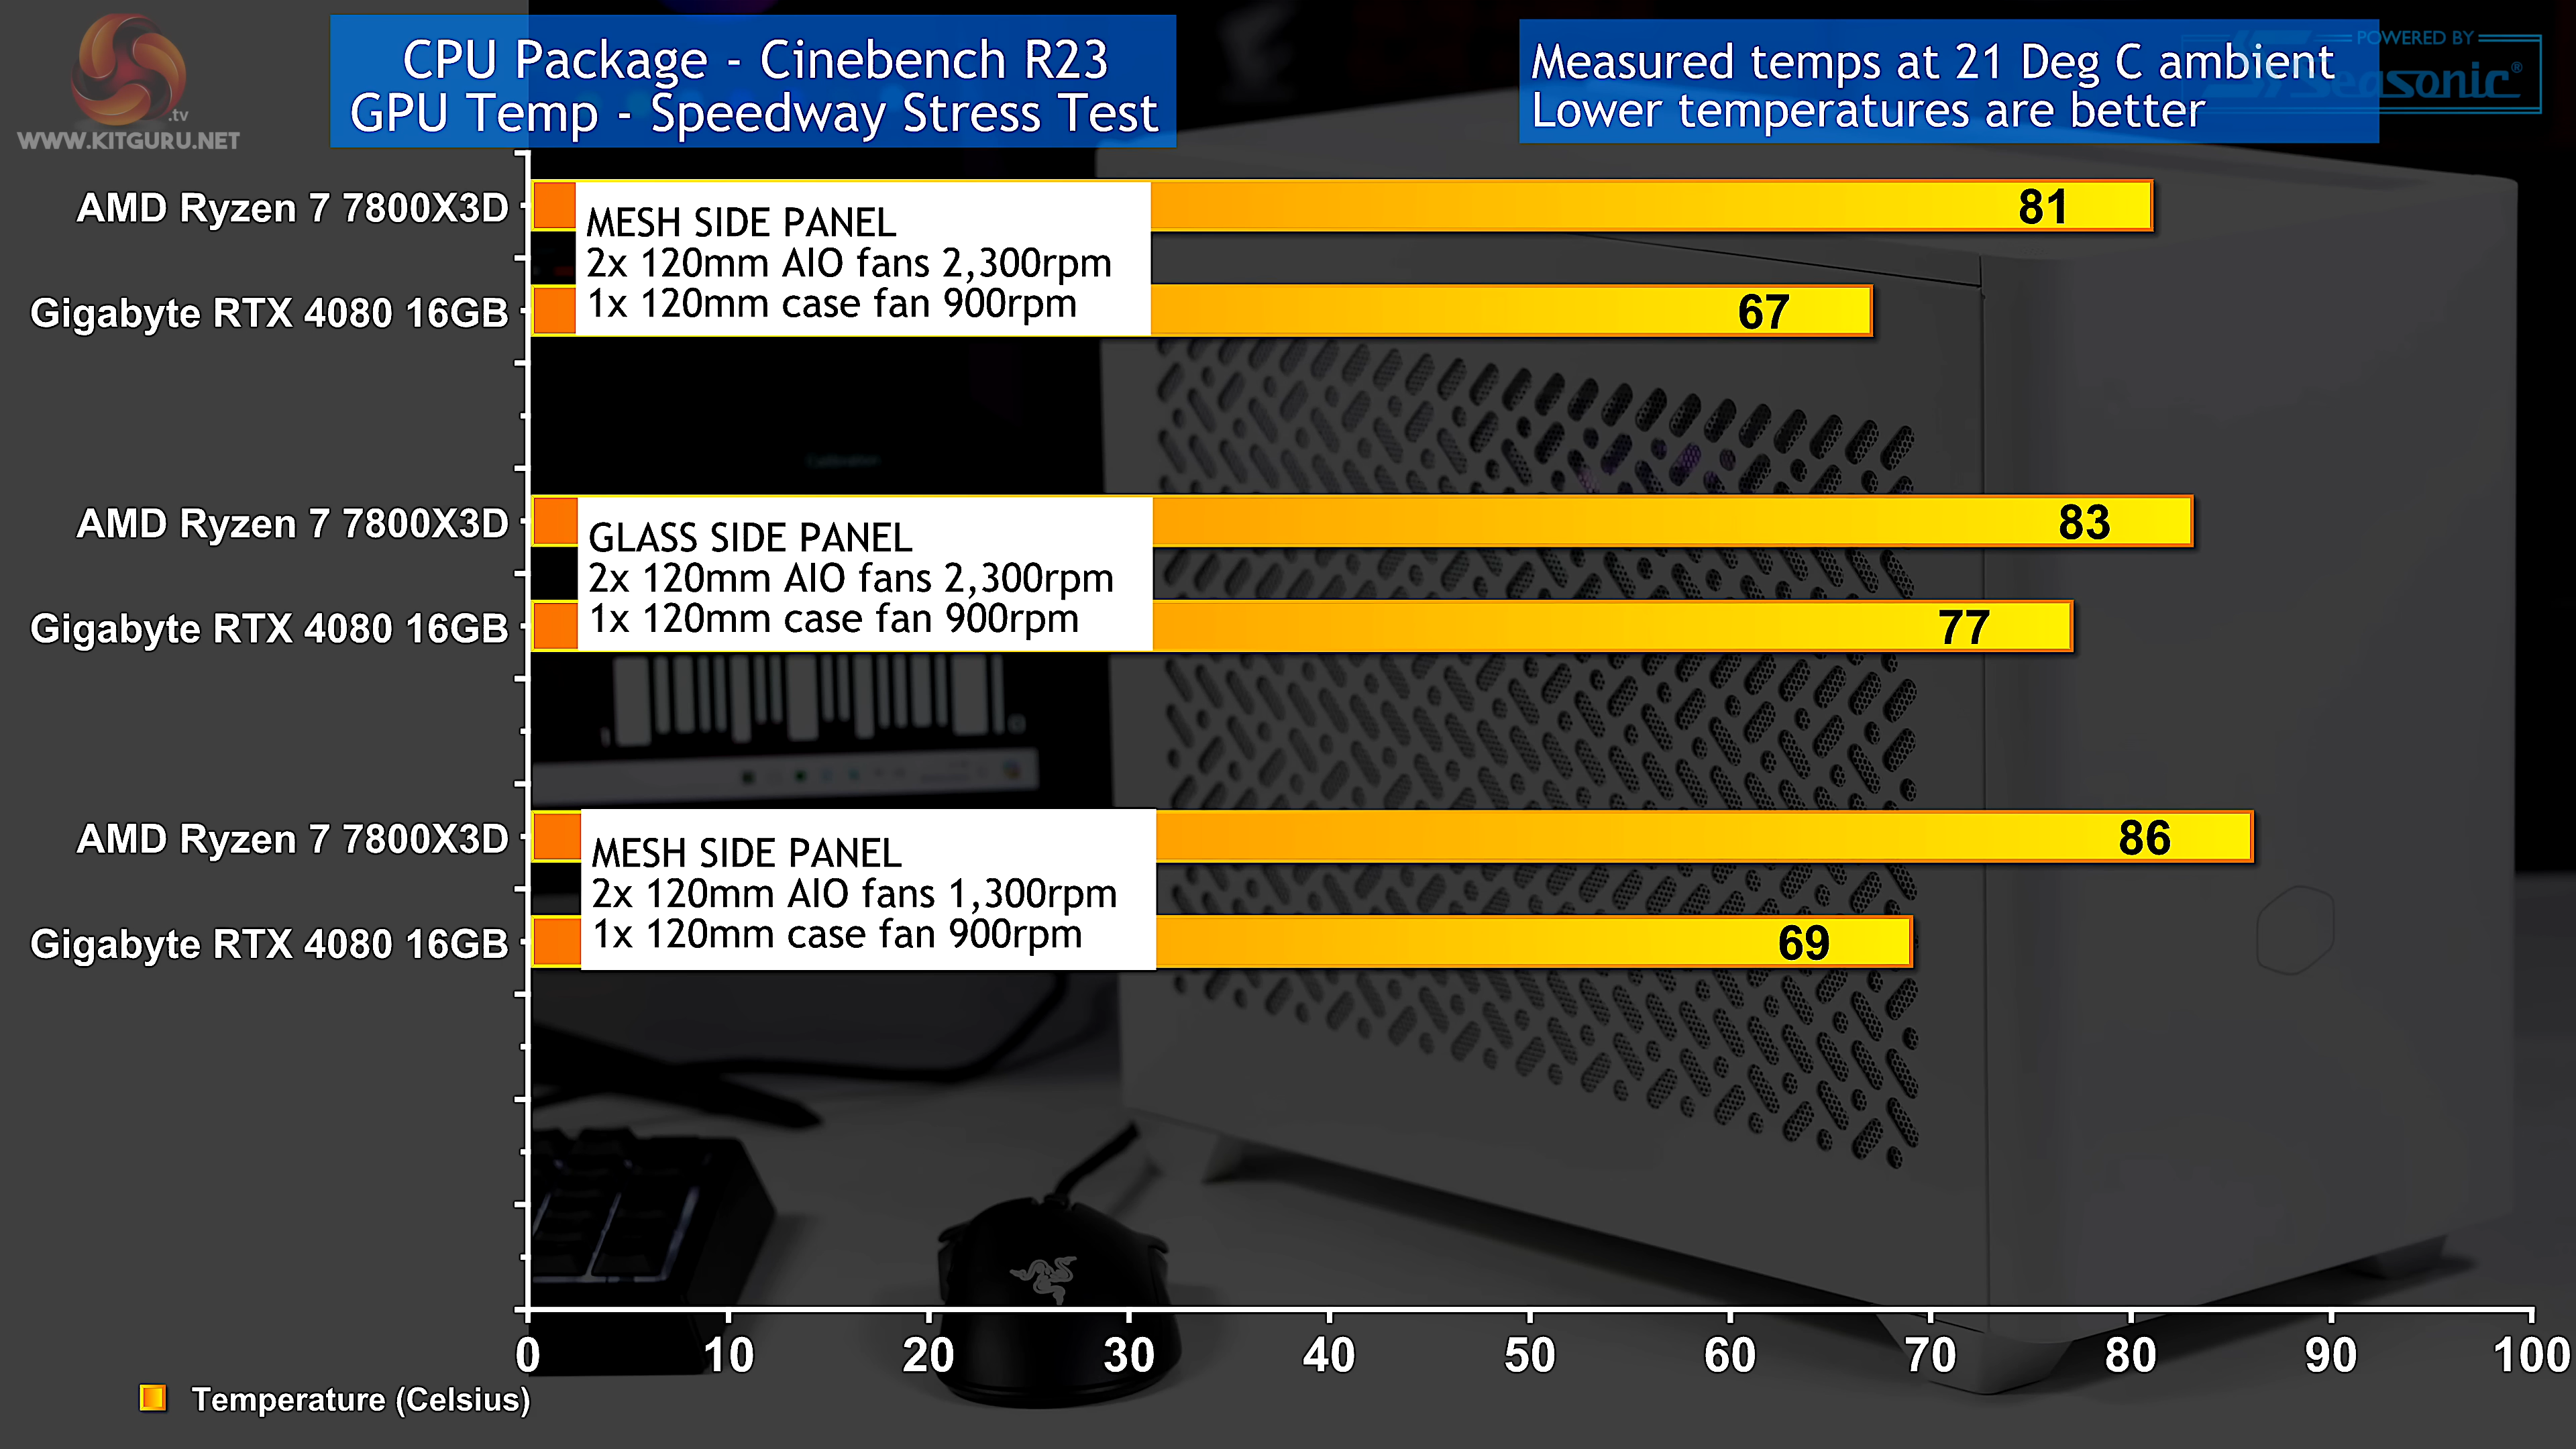 .tv
WWW.KITGURU.NET
CPU Package - Cinebench R23
GPU Temp - Speedway Stress Test
Measured temps at 21 Deg C ambient
Lower temperatures are better
POWERED BY
Seasonic®
AMD Ryzen 7 7800X3D
81
MESH SIDE PANEL
2x 120mm AIO fans 2,300rpm
1x 120mm case fan 900rpm
Gigabyte RTX 4080 16GB
67
AMD Ryzen 7 7800X3D
83
GLASS SIDE PANEL
2x 120mm AIO fans 2,300rpm
1x 120mm case fan 900rpm
Gigabyte RTX 4080 16GB
77
AMD Ryzen 7 7800X3D
86
MESH SIDE PANEL
2x 120mm AIO fans 1,300rpm
1x 120mm case fan 900rpm
Gigabyte RTX 4080 16GB
69
0 10 20 30 40 50 60 70 80 90 100
Temperature (Celsius)